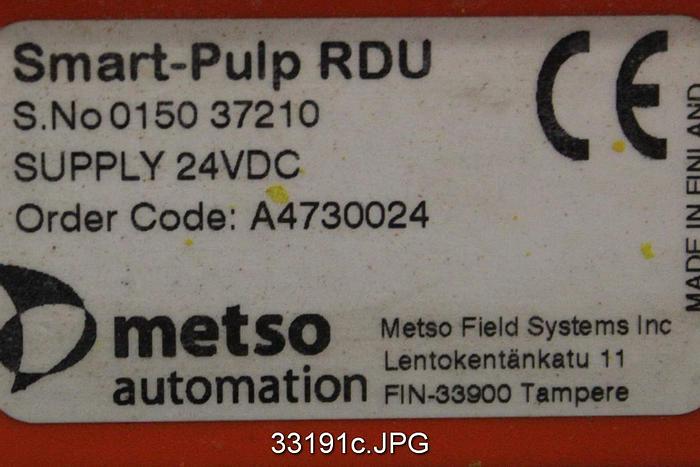 Smart-Pulp RDU
S.No 0150 37210
SUPPLY 24VDC
Order Code: A4730024
CE
MADE IN FINLAND
metso
automation
Metso Field Systems Inc
Lentokentänkatu 11
FIN-33900 Tampere
33191c.JPG